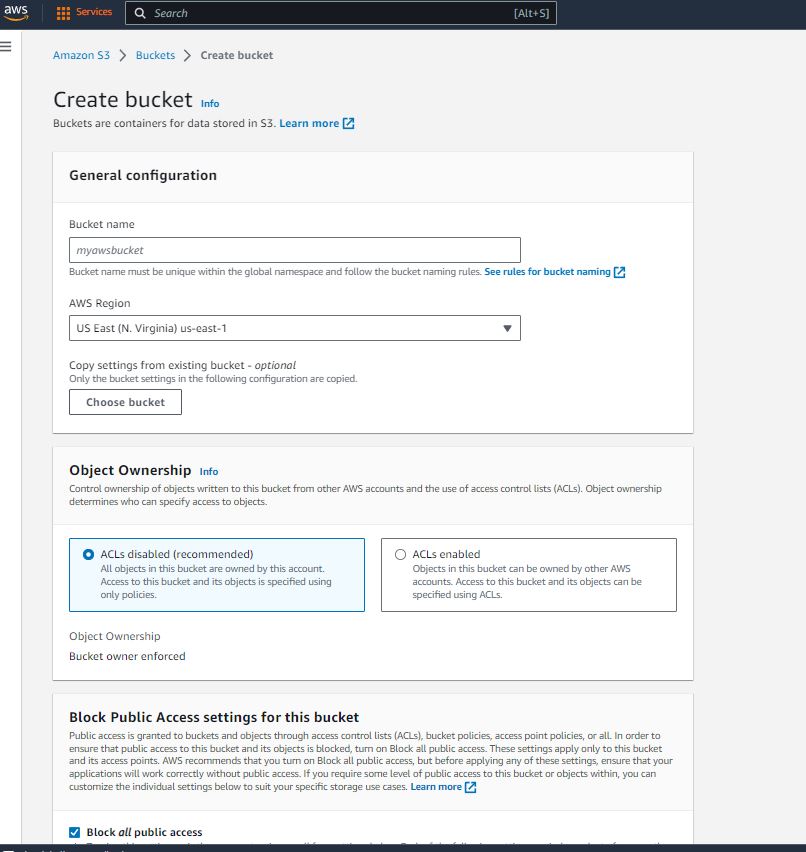 aws
Services
Search
[Alt+S]
Amazon S3 > Buckets > Create bucket
Create bucket Info
Buckets are containers for data stored in S3. Learn more
General configuration
Bucket name
myawsbucket
Bucket name must be unique within the global namespace and follow the bucket naming rules. See rules for bucket naming
AWS Region
US East (N. Virginia) us-east-1
Copy settings from existing bucket - optional
Only the bucket settings in the following configuration are copied.
Choose bucket
Object Ownership Info
Control ownership of objects written to this bucket from other AWS accounts and the use of access control lists (ACLs). Object ownership
determines who can specify access to objects.
ACLs disabled (recommended)
All objects in this bucket are owned by this account.
Access to this bucket and its objects is specified using
only policies.
ACLs enabled
Objects in this bucket can be owned by other AWS
accounts. Access to this bucket and its objects can be
specified using ACLs.
Object Ownership
Bucket owner enforced
Block Public Access settings for this bucket
Public access is granted to buckets and objects through access control lists (ACLs), bucket policies, access point policies, or all. In order to
ensure that public access to this bucket and its objects is blocked, turn on Block all public access. These settings apply only to this bucket
and its access points. AWS recommends that you turn on Block all public access, but before applying any of these settings, ensure that your
applications will work correctly without public access. If you require some level of public access to this bucket or objects within, you can
customize the individual settings below to suit your specific storage use cases. Learn more
Block all public access